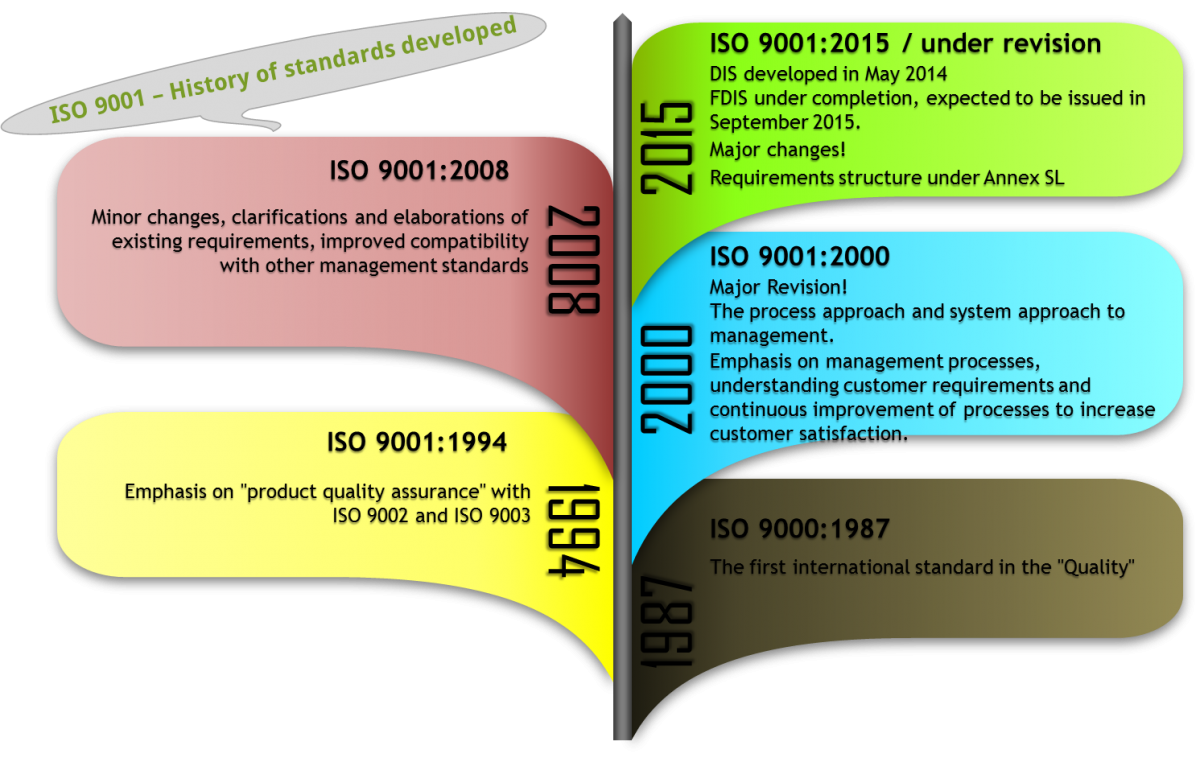 ISO 9001 – History of standards developed
ISO 9001:2015 / under revision
DIS developed in May 2014
FDIS under completion, expected to be issued in
September 2015.
Major changes!
Requirements structure under Annex SL
2015
ISO 9001:2008
Minor changes, clarifications and elaborations of
existing requirements, improved compatibility
with other management standards
2008
ISO 9001:2000
Major Revision!
The process approach and system approach to
management.
Emphasis on management processes,
understanding customer requirements and
continuous improvement of processes to increase
customer satisfaction.
2000
ISO 9001:1994
Emphasis on "product quality assurance" with
ISO 9002 and ISO 9003
1994
ISO 9000:1987
The first international standard in the "Quality"
1987